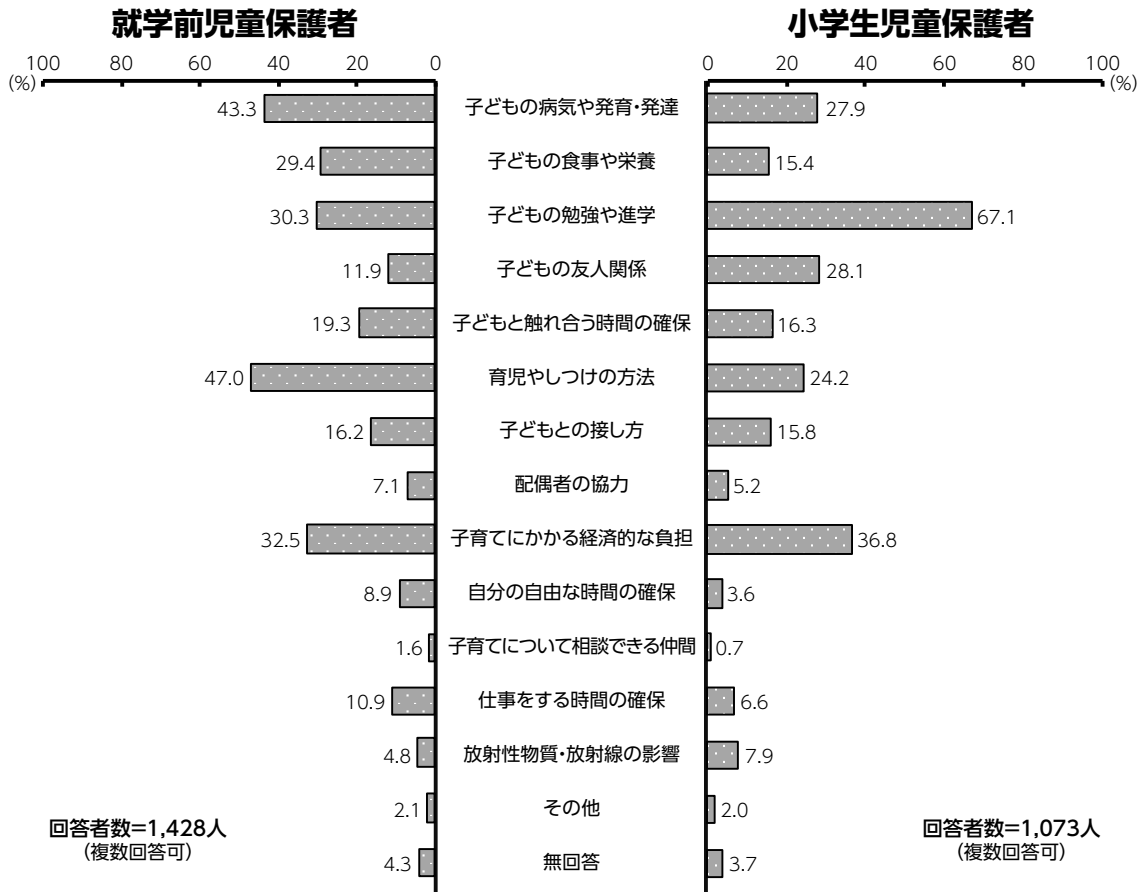 就学前児童保護者 小学生児童保護者
100 80 60 40 20 0 0 20 40 60 80 100
(%) (%)
43.3 子どもの病気や発育・発達 27.9
29.4 子どもの食事や栄養 15.4
30.3 子どもの勉強や進学 67.1
11.9 子どもの友人関係 28.1
19.3 子どもと触れ合う時間の確保 16.3
47.0 育児やしつけの方法 24.2
16.2 子どもとの接し方 15.8
7.1 配偶者の協力 5.2
32.5 子育てにかかる経済的な負担 36.8
8.9 自分の自由な時間の確保 3.6
1.6 子育てについて相談できる仲間 0.7
10.9 仕事をする時間の確保 6.6
4.8 放射性物質・放射線の影響 7.9
2.1 その他 2.0
回答者数=1,428人 回答者数=1,073人
(複数回答可) (複数回答可)
4.3 無回答 3.7